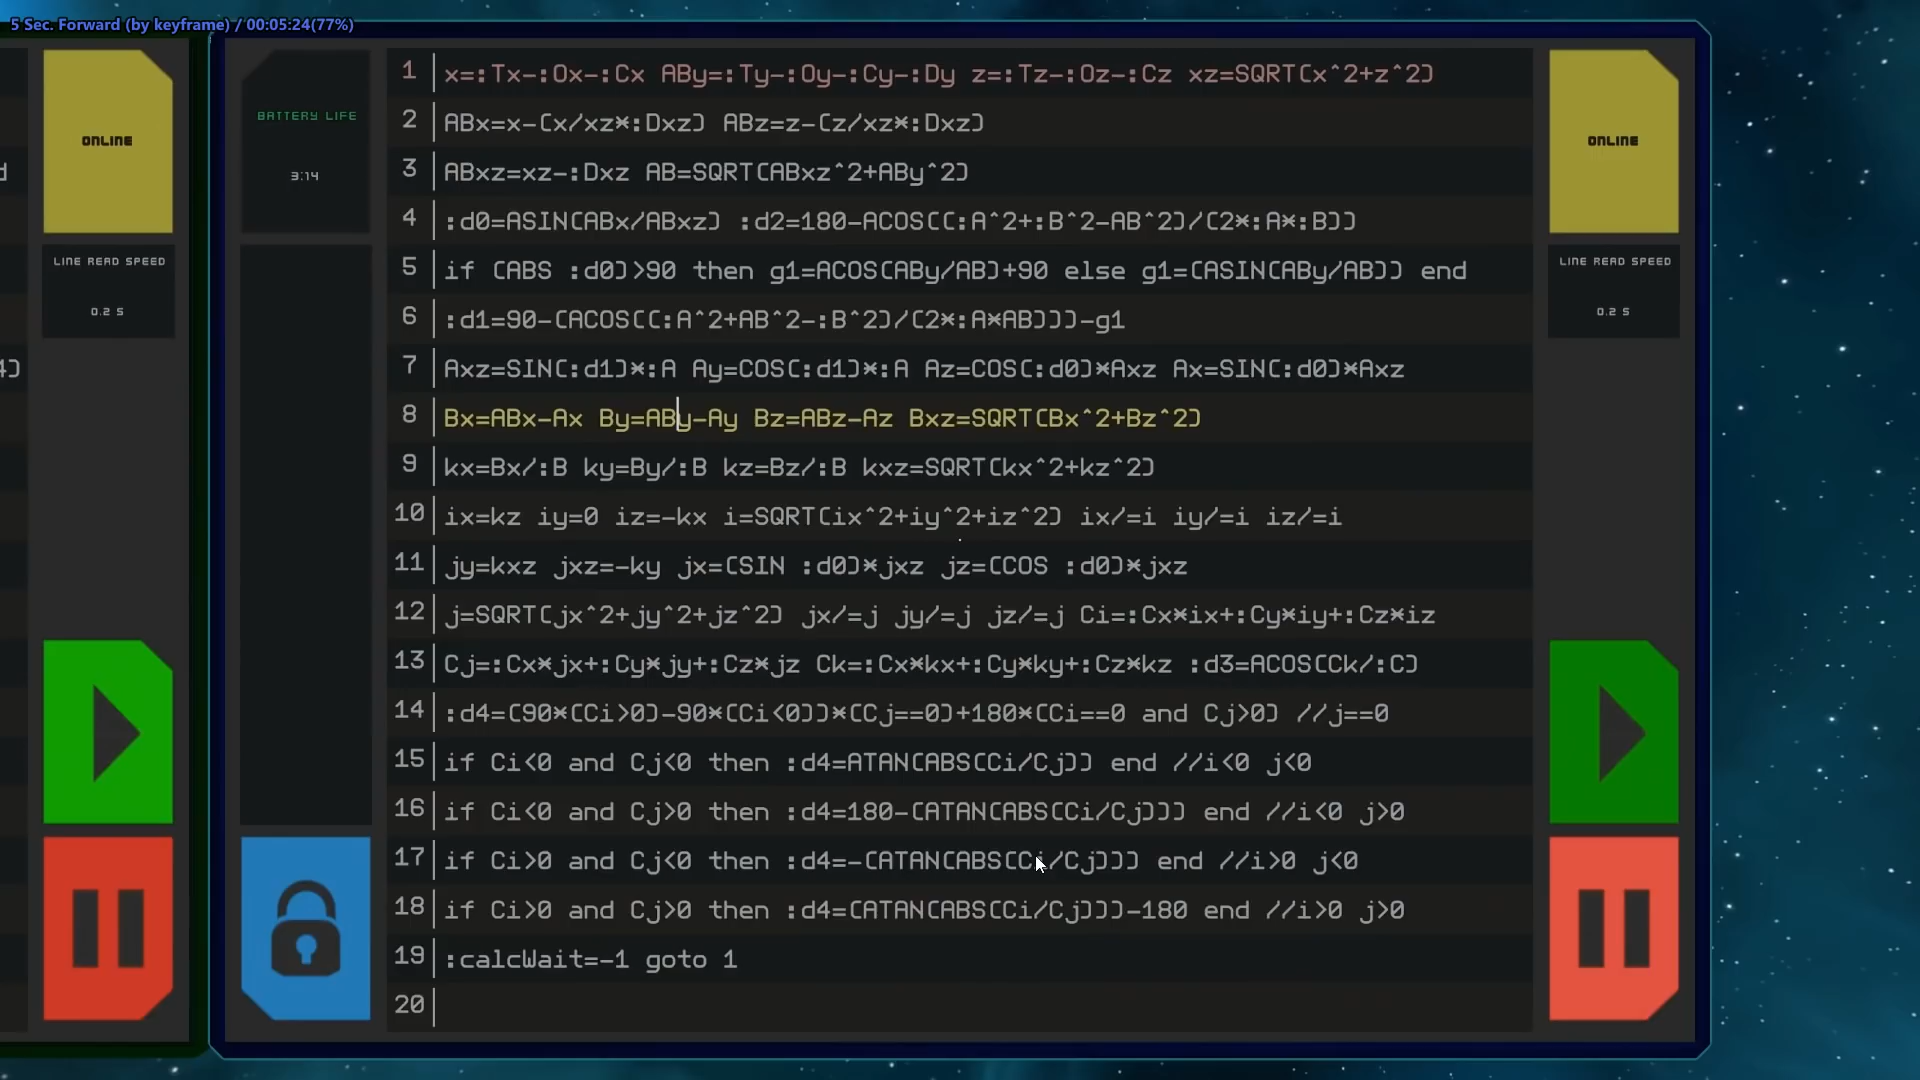 5 Sec. Forward (by keyframe) / 00:05:24(77%)
ONLINE
LINE READ SPEED
0.2 S
d
4)
BATTERY LIFE
3:14
1 x=:Tx-:Ox-:Cx ABy=:Ty-:Oy-:Cy-:Dy z=:Tz-:Oz-:Cz xz=SQRT(x^2+z^2)
2 ABx=x-(x/xz*:Dxz) ABz=z-(z/xz*:Dxz)
3 ABxz=xz-:Dxz AB=SQRT(ABxz^2+ABy^2)
4 :d0=ASIN(ABx/ABxz) :d2=180-ACOS((:A^2+:B^2-AB^2)/(2*:A*:B))
5 if (ABS :d0)>90 then g1=ACOS(ABy/AB)+90 else g1=(ASIN(ABy/AB)) end
6 :d1=90-(ACOS((:A^2+AB^2-:B^2)/(2*:A*AB)))-g1
7 Axz=SIN(:d1)*:A Ay=COS(:d1)*:A Az=COS(:d0)*Axz Ax=SIN(:d0)*Axz
8 Bx=ABx-Ax By=ABy-Ay Bz=ABz-Az Bxz=SQRT(Bx^2+Bz^2)
9 kx=Bx/:B ky=By/:B kz=Bz/:B kxz=SQRT(kx^2+kz^2)
10 ix=kz iy=0 iz=-kx i=SQRT(ix^2+iy^2+iz^2) ix/=i iy/=i iz/=i
11 jy=kxz jxz=-ky jx=(SIN :d0)*jxz jz=(COS :d0)*jxz
12 j=SQRT(jx^2+jy^2+jz^2) jx/=j jy/=j jz/=j Ci=:Cx*ix+:Cy*iy+:Cz*iz
13 Cj=:Cx*jx+:Cy*jy+:Cz*jz Ck=:Cx*kx+:Cy*ky+:Cz*kz :d3=ACOS(Ck/:C)
14 :d4=(90*(Ci>0)-90*(Ci<0))*(Cj==0)+180*(Ci==0 and Cj>0) //j==0
15 if Ci<0 and Cj<0 then :d4=ATAN(ABS(Ci/Cj)) end //i<0 j<0
16 if Ci<0 and Cj>0 then :d4=180-(ATAN(ABS(Ci/Cj))) end //i<0 j>0
17 if Ci>0 and Cj<0 then :d4=-(ATAN(ABS(Ci/Cj))) end //i>0 j<0
18 if Ci>0 and Cj>0 then :d4=(ATAN(ABS(Ci/Cj)))-180 end //i>0 j>0
19 :calcWait=-1 goto 1
20
ONLINE
LINE READ SPEED
0.2 S